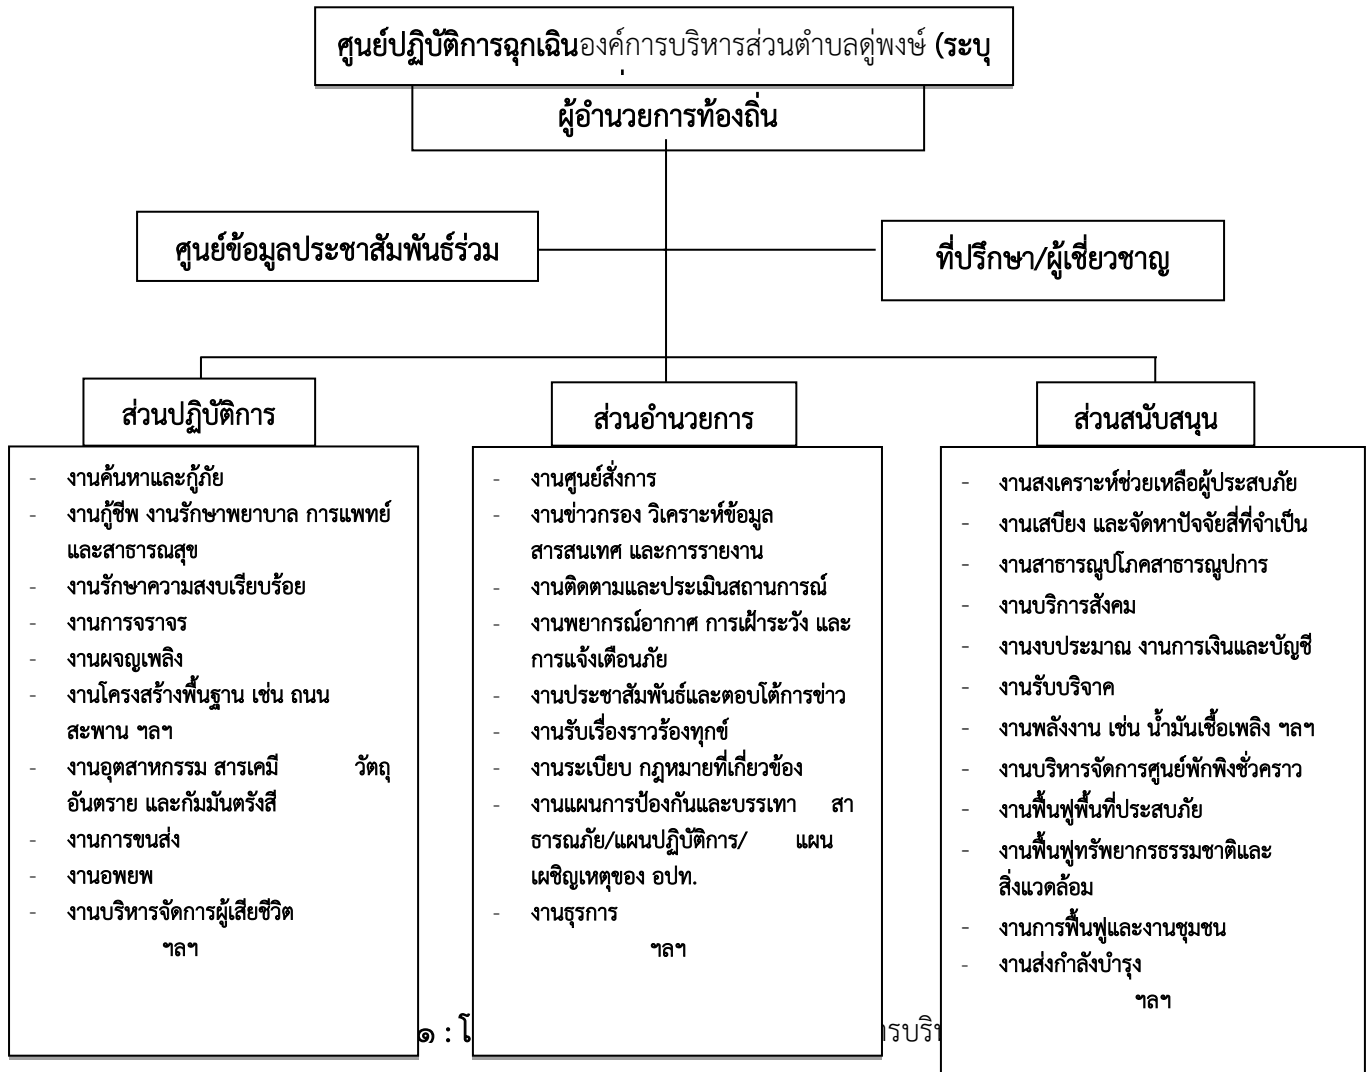 ศูนย์ปฏิบัติการฉุกเฉินองค์การบริหารส่วนตำบลดู่พงษ์ (ระบุ
ผู้อำนวยการท้องถิ่น
ศูนย์ข้อมูลประชาสัมพันธ์ร่วม
ที่ปรึกษา/ผู้เชี่ยวชาญ
ส่วนปฏิบัติการ
- งานค้นหาและกู้ภัย
- งานกู้ชีพ งานรักษาพยาบาล การแพทย์
และสาธารณสุข
- งานรักษาความสงบเรียบร้อย
- งานการจราจร
- งานผจญเพลิง
- งานโครงสร้างพื้นฐาน เช่น ถนน
สะพาน ฯลฯ
- งานอุตสาหกรรม สารเคมี วัตถุ
อันตราย และกัมมันตรังสี
- งานการขนส่ง
- งานอพยพ
- งานบริหารจัดการผู้เสียชีวิต
ฯลฯ
ส่วนอำนวยการ
- งานศูนย์สั่งการ
- งานข่าวกรอง วิเคราะห์ข้อมูล
สารสนเทศ และการรายงาน
- งานติดตามและประเมินสถานการณ์
- งานพยากรณ์อากาศ การเฝ้าระวัง และ
การแจ้งเตือนภัย
- งานประชาสัมพันธ์และตอบโต้การข่าว
- งานรับเรื่องราวร้องทุกข์
- งานระเบียบ กฎหมายที่เกี่ยวข้อง
- งานแผนการป้องกันและบรรเทา สา
ธารณภัย/แผนปฏิบัติการ/ แผน
เผชิญเหตุของ อปท.
- งานธุรการ
ฯลฯ
ส่วนสนับสนุน
- งานสงเคราะห์ช่วยเหลือผู้ประสบภัย
- งานเสบียง และจัดหาปัจจัยสี่ที่จำเป็น
- งานสาธารณูปโภคสาธารณูปการ
- งานบริการสังคม
- งานงบประมาณ งานการเงินและบัญชี
- งานรับบริจาค
- งานพลังงาน เช่น น้ำมันเชื้อเพลิง ฯลฯ
- งานบริหารจัดการศูนย์พักพิงชั่วคราว
- งานฟื้นฟูพื้นที่ประสบภัย
- งานฟื้นฟูทรัพยากรธรรมชาติและ
สิ่งแวดล้อม
- งานการฟื้นฟูและงานชุมชน
- งานส่งกำลังบำรุง
ฯลฯ
๑ : โ